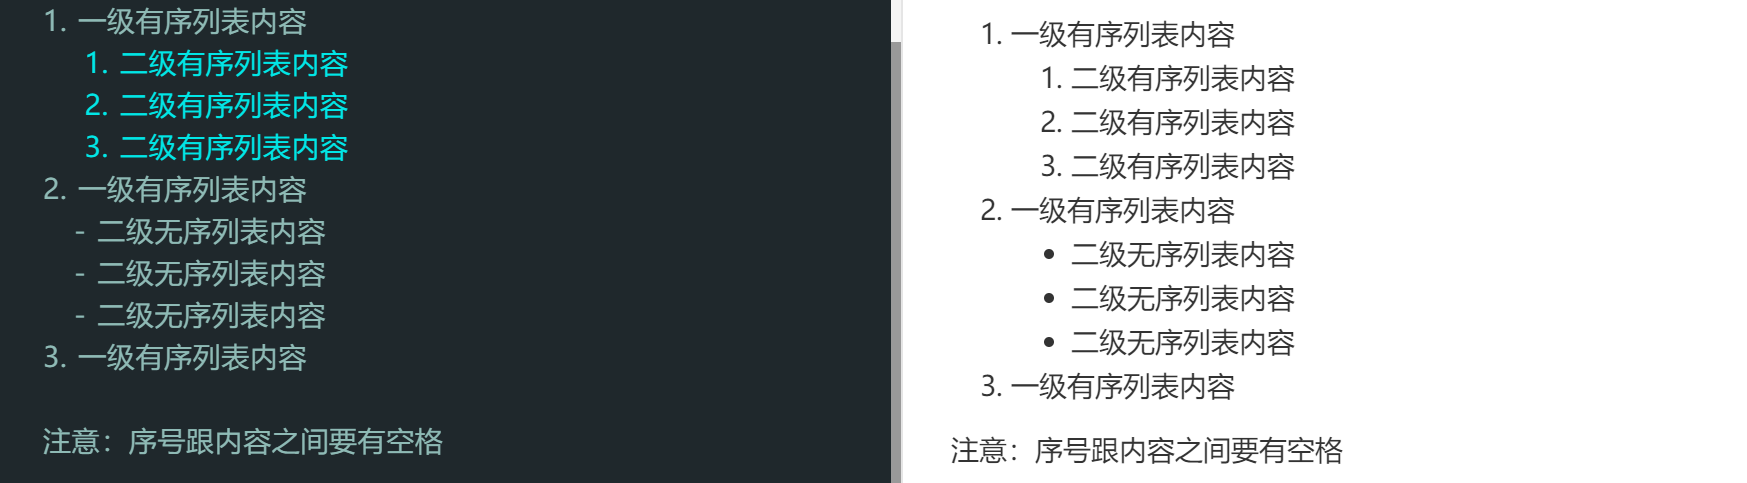 1. 一级有序列表内容
1. 二级有序列表内容
2. 二级有序列表内容
3. 二级有序列表内容
2. 一级有序列表内容
- 二级无序列表内容
- 二级无序列表内容
- 二级无序列表内容
3. 一级有序列表内容
注意：序号跟内容之间要有空格
1. 一级有序列表内容
1. 二级有序列表内容
2. 二级有序列表内容
3. 二级有序列表内容
2. 一级有序列表内容
• 二级无序列表内容
• 二级无序列表内容
• 二级无序列表内容
3. 一级有序列表内容
注意：序号跟内容之间要有空格